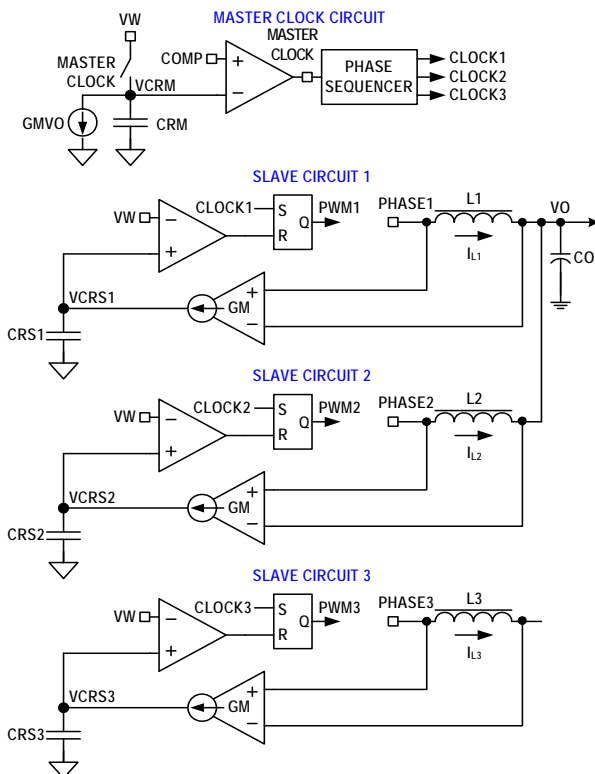 MASTER CLOCK CIRCUIT
VW
MASTER
CLOCK
VCRM
GMVO
CRM
COMP
+
−
MASTER
CLOCK
PHASE
SEQUENCER
CLOCK1
CLOCK2
CLOCK3
SLAVE CIRCUIT 1
VW
−
+
CLOCK1
S
R
Q
PWM1
PHASE1
L1
IL1
VO
CO
VCRS1
CRS1
GM
+
−
SLAVE CIRCUIT 2
VW
−
+
CLOCK2
S
R
Q
PWM2
PHASE2
L2
IL2
VCRS2
CRS2
GM
+
−
SLAVE CIRCUIT 3
VW
−
+
CLOCK3
S
R
Q
PWM3
PHASE3
L3
IL3
VCRS3
CRS3
GM
+
−